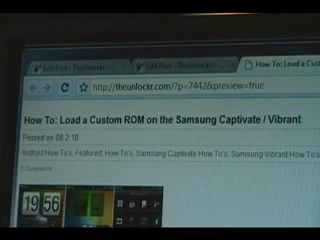 Edit Post - TheUnlockr —
Edit Post ‹ TheUnlockr —
How To: Load a Cust
http://theunlockr.com/?p=7442&preview=true
How To: Load a Custom ROM on the Samsung Captivate / Vibrant
Posted on 08.2.10
Android How To's, Featured, How To's, Samsung Captivate How To's, Samsung Vibrant How To's
0 Comments
19 56